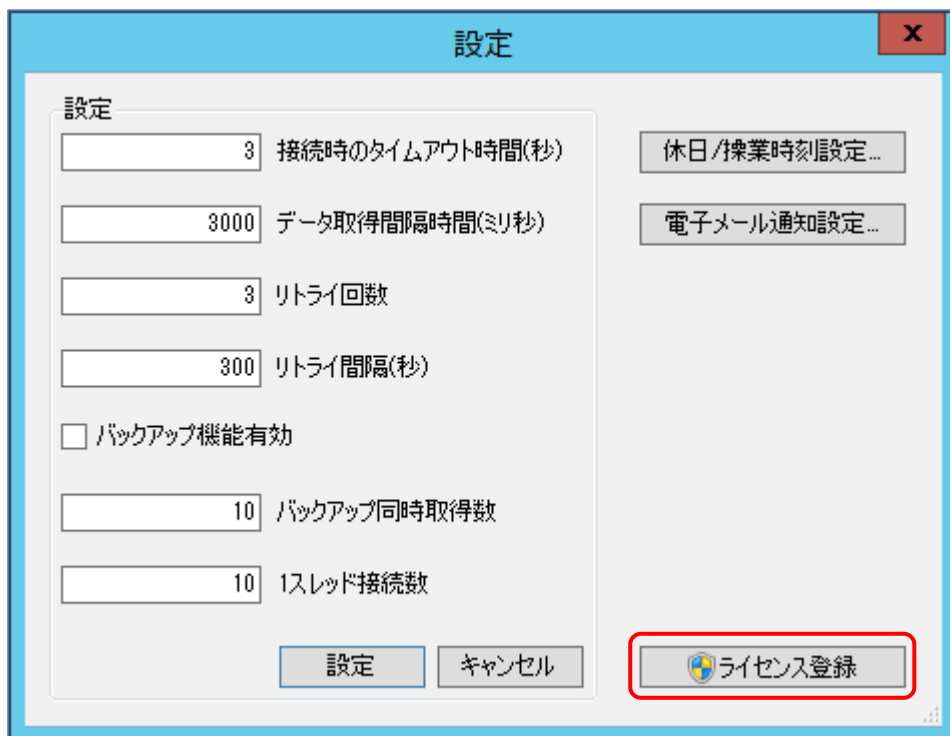 設定
x
設定
3 接続時のタイムアウト時間(秒)
休日/操業時刻設定...
3000 データ取得間隔時間(ミリ秒)
電子メール通知設定...
3 リトライ回数
300 リトライ間隔(秒)
バックアップ機能有効
10 バックアップ同時取得数
10 1スレッド接続数
設定 キャンセル
ライセンス登録